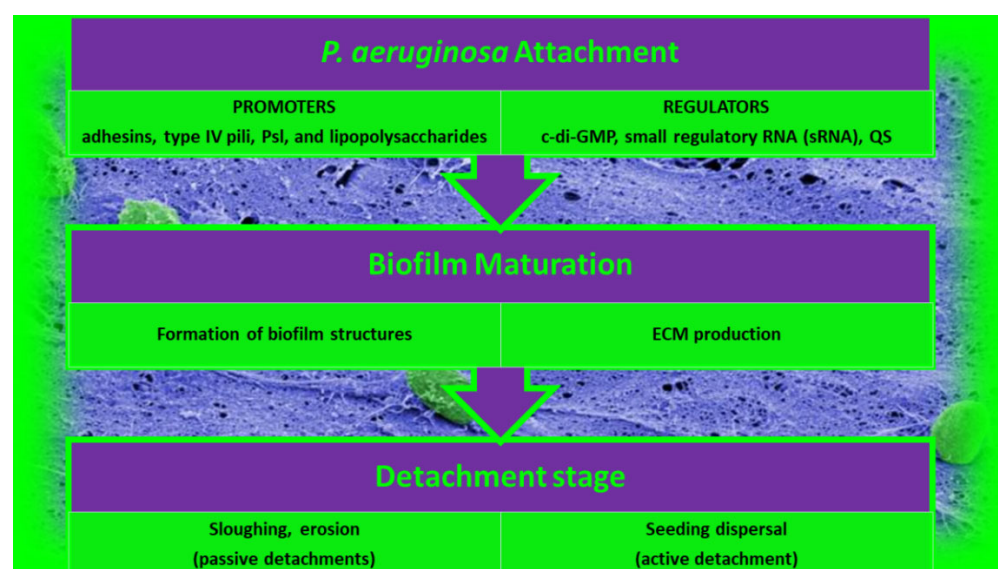 P. aeruginosa Attachment
PROMOTERS
adhesins, type IV pili, Psl, and lipopolysaccharides
REGULATORS
c-di-GMP, small regulatory RNA (sRNA), QS
Biofilm Maturation
Formation of biofilm structures
ECM production
Detachment stage
Sloughing, erosion
(passive detachments)
Seeding dispersal
(active detachment)